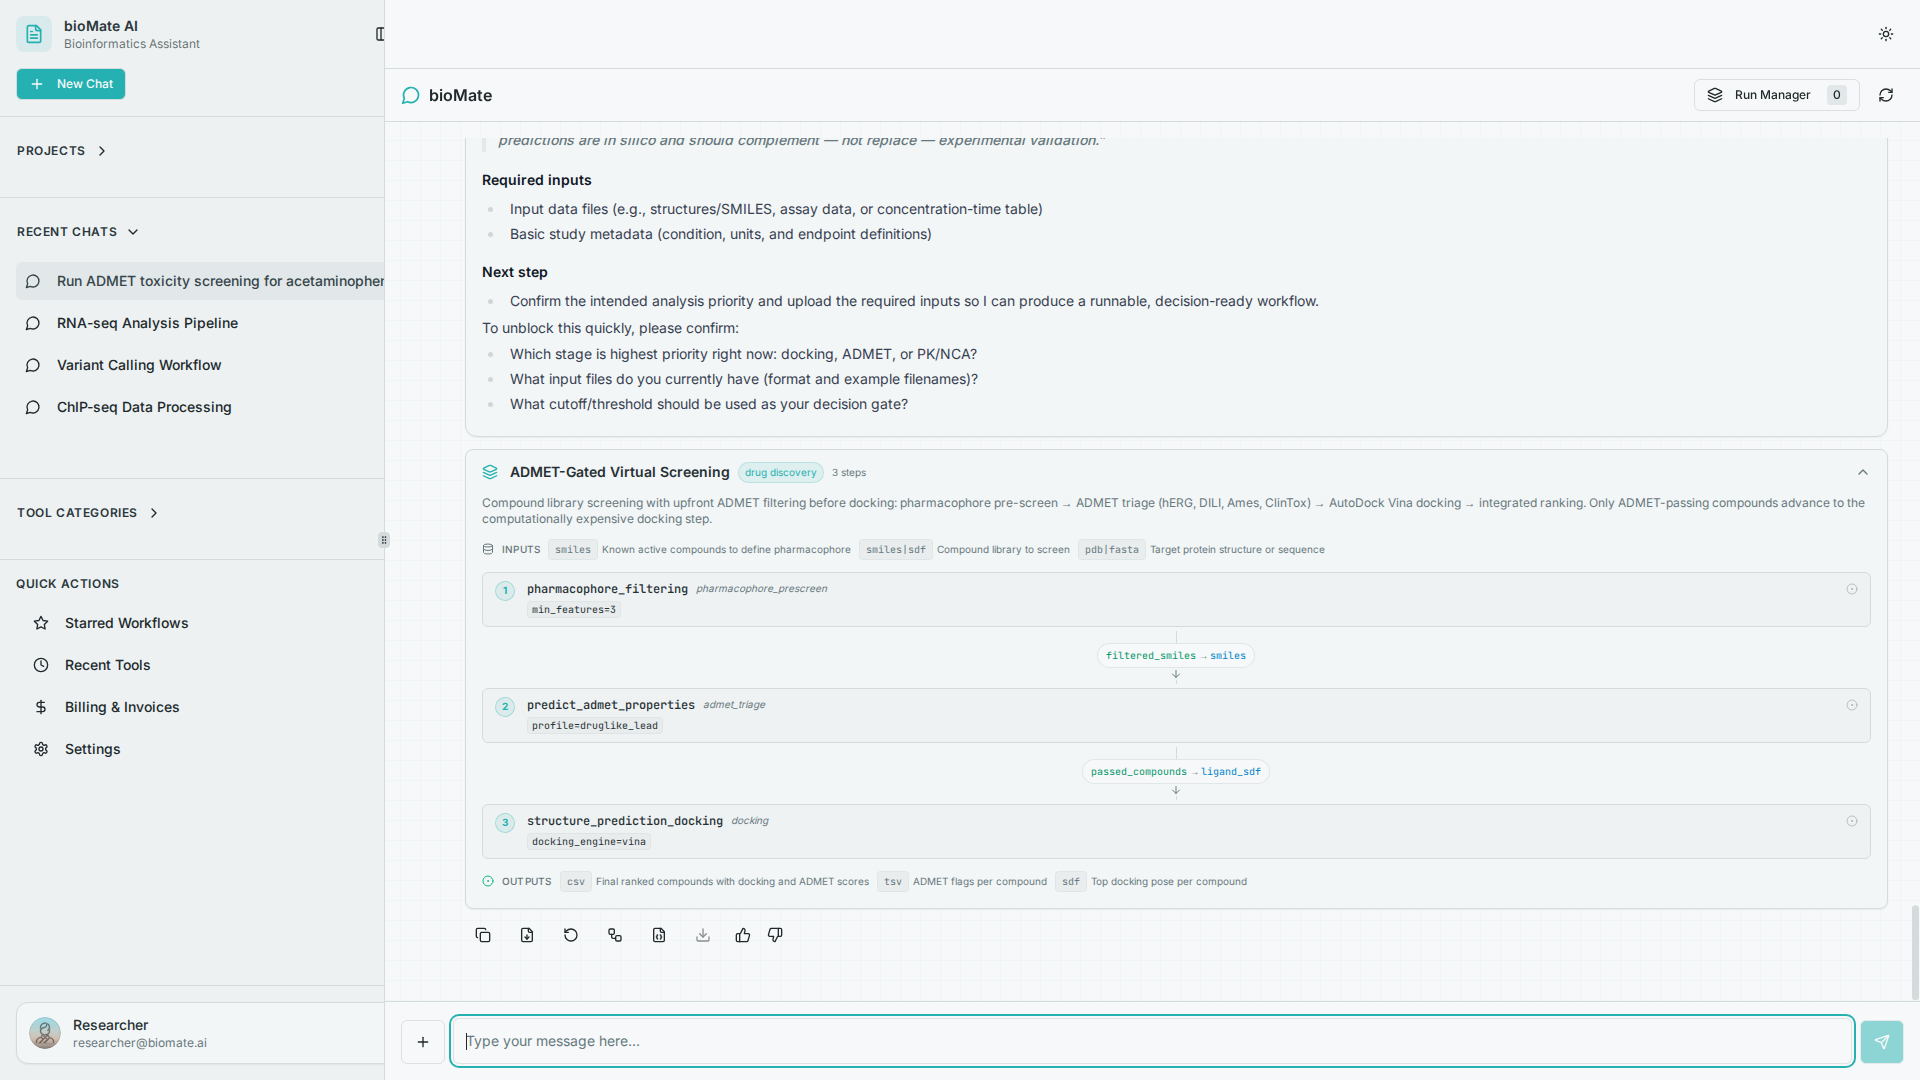 bioMate AI
Bioinformatics Assistant
New Chat
PROJECTS
RECENT CHATS
Run ADMET toxicity screening for acetaminophen
RNA-seq Analysis Pipeline
Variant Calling Workflow
ChIP-seq Data Processing
TOOL CATEGORIES
QUICK ACTIONS
Starred Workflows
Recent Tools
Billing & Invoices
Settings
Researcher
researcher@biomate.ai
bioMate
Run Manager 0
predictions are in silico and should complement — not replace — experimental validation."
Required inputs
Input data files (e.g., structures/SMILES, assay data, or concentration-time table)
Basic study metadata (condition, units, and endpoint definitions)
Next step
Confirm the intended analysis priority and upload the required inputs so I can produce a runnable, decision-ready workflow.
To unblock this quickly, please confirm:
Which stage is highest priority right now: docking, ADMET, or PK/NCA?
What input files do you currently have (format and example filenames)?
What cutoff/threshold should be used as your decision gate?
ADMET-Gated Virtual Screening drug discovery 3 steps
Compound library screening with upfront ADMET filtering before docking: pharmacophore pre-screen → ADMET triage (hERG, DILI, Ames, ClinTox) → AutoDock Vina docking → integrated ranking. Only ADMET-passing compounds advance to the
computationally expensive docking step.
INPUTS smiles Known active compounds to define pharmacophore smiles|sdf Compound library to screen pdb|fasta Target protein structure or sequence
1 pharmacophore_filtering pharmacophore_prescreen
min_features=3
filtered_smiles → smiles
2 predict_admet_properties admet_triage
profile=druglike_lead
passed_compounds → ligand_sdf
3 structure_prediction_docking docking
docking_engine=vina
OUTPUTS csv Final ranked compounds with docking and ADMET scores tsv ADMET flags per compound sdf Top docking pose per compound
Type your message here...